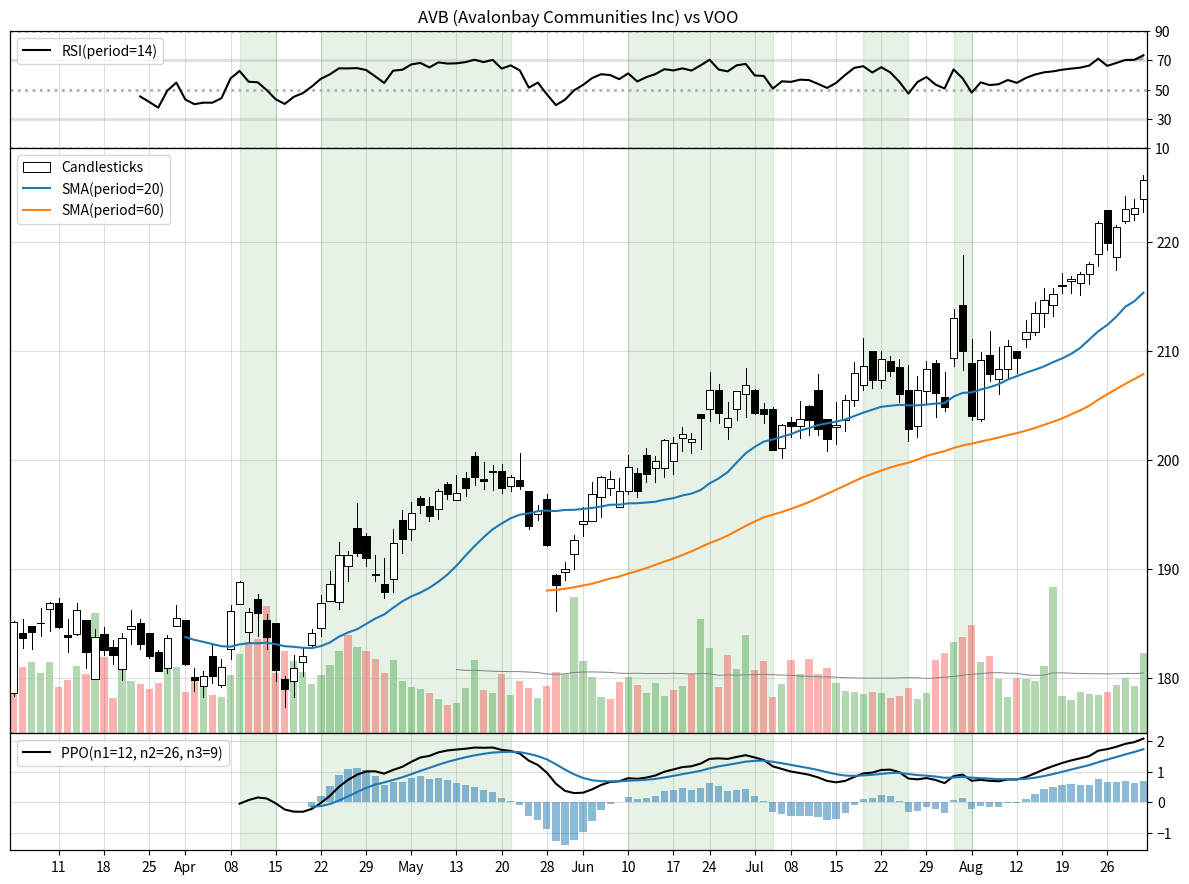 AVB (Avalonbay Communities Inc) vs VOO
RSI(period=14)
90
70
50
30
10
Candlesticks
SMA(period=20)
SMA(period=60)
220
210
200
190
180
PPO(n1=12, n2=26, n3=9)
2
1
0
−1
11 18 25 Apr 08 15 22 29 May 13 20 28 Jun 10 17 24 Jul 08 15 22 29 Aug 12 19 26